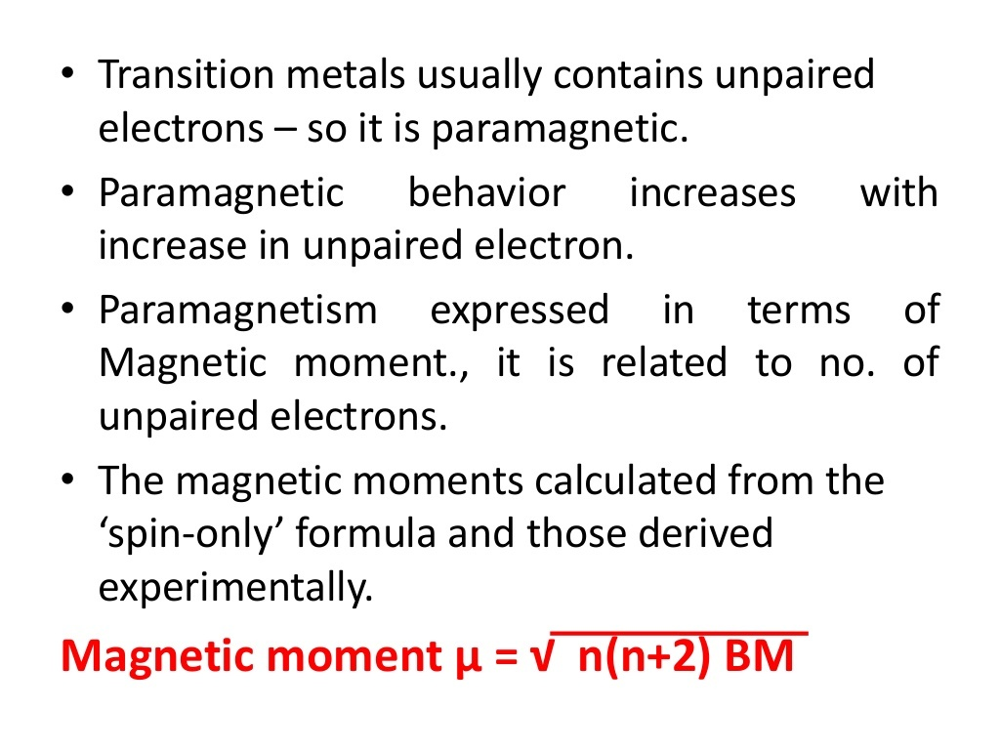 • Transition metals usually contains unpaired
electrons – so it is paramagnetic.
• Paramagnetic behavior increases with
increase in unpaired electron.
• Paramagnetism expressed in terms of
Magnetic moment., it is related to no. of
unpaired electrons.
• The magnetic moments calculated from the
‘spin-only’ formula and those derived
experimentally.
Magnetic moment µ = √ n(n+2) BM